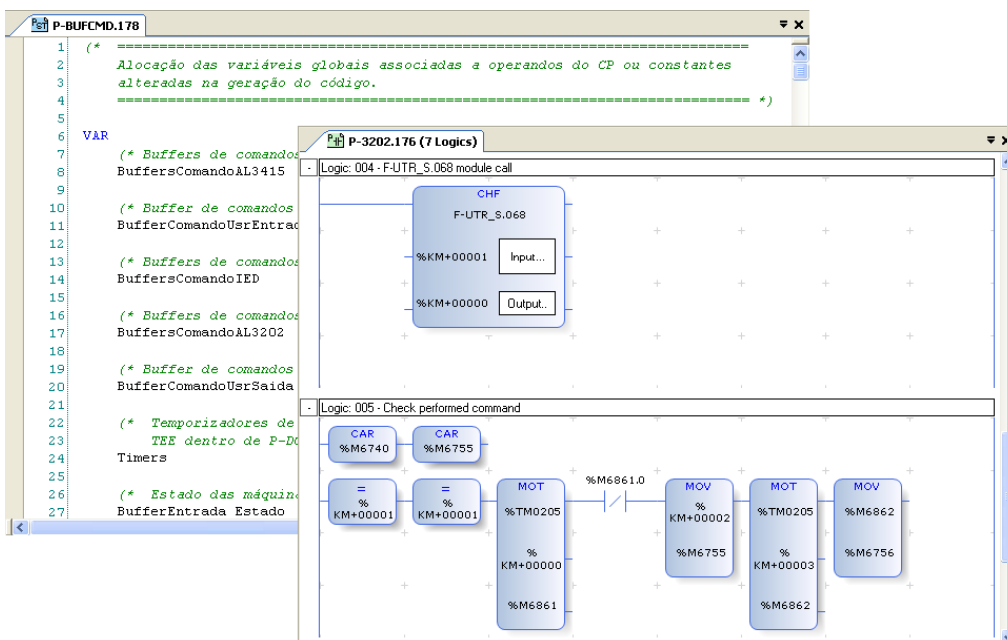 P-BUFCMD.178
1 (* ===========================================================================
2 Alocação das variáveis globais associadas a operandos do CP ou constantes
3 alteradas na geração do código.
4 =========================================================================== *)
5
6 VAR
7 (* Buffers de comandos
8 BuffersComandoAL3415
9
10 (* Buffer de comandos
11 BufferComandoUsrEntrad
12
13 (* Buffers de comandos
14 BuffersComandoIED
15
16 (* Buffers de comandos
17 BuffersComandoAL3202
18
19 (* Buffer de comandos
20 BufferComandoUsrSaida
21
22 (* Temporizadores de
23 TEE dentro de P-DO
24 Timers
25
26 (* Estado das máquina
27 BufferEntrada Estado
P-3202.176 (7 Logics)
Logic: 004 - F-UTR_S.068 module call
CHF
F-UTR_S.068
%KM+00001 Input...
%KM+00000 Output..
Logic: 005 - Check performed command
CAR CAR
%M6740 %M6755
= = MOT %M6861.0 MOV MOT MOV
% KM+00001 % KM+00001 %TM0205 % KM+00002 %TM0205 %M6862
% KM+00000 %M6755 % KM+00003 %M6756
%M6861 %M6862